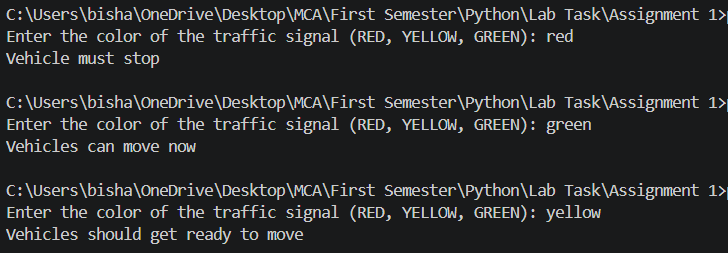 C:\Users\bisha\OneDrive\Desktop\MCA\First Semester\Python\Lab Task\Assignment 1>
Enter the color of the traffic signal (RED, YELLOW, GREEN): red
Vehicle must stop
C:\Users\bisha\OneDrive\Desktop\MCA\First Semester\Python\Lab Task\Assignment 1>
Enter the color of the traffic signal (RED, YELLOW, GREEN): green
Vehicles can move now
C:\Users\bisha\OneDrive\Desktop\MCA\First Semester\Python\Lab Task\Assignment 1>
Enter the color of the traffic signal (RED, YELLOW, GREEN): yellow
Vehicles should get ready to move